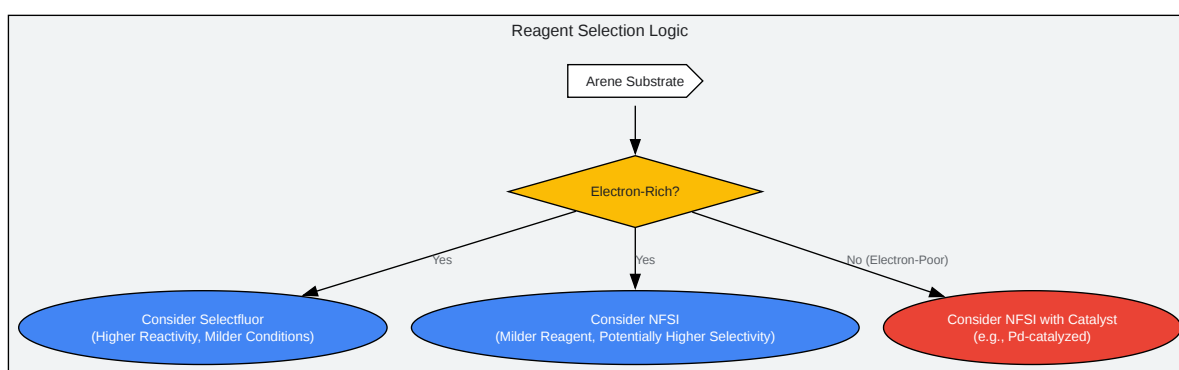 Reagent Selection Logic
Arene Substrate
Electron-Rich?
Yes
Yes
No (Electron-Poor)
Consider Selectfluor
(Higher Reactivity, Milder Conditions)
Consider NFSI
(Milder Reagent, Potentially Higher Selectivity)
Consider NFSI with Catalyst
(e.g., Pd-catalyzed)